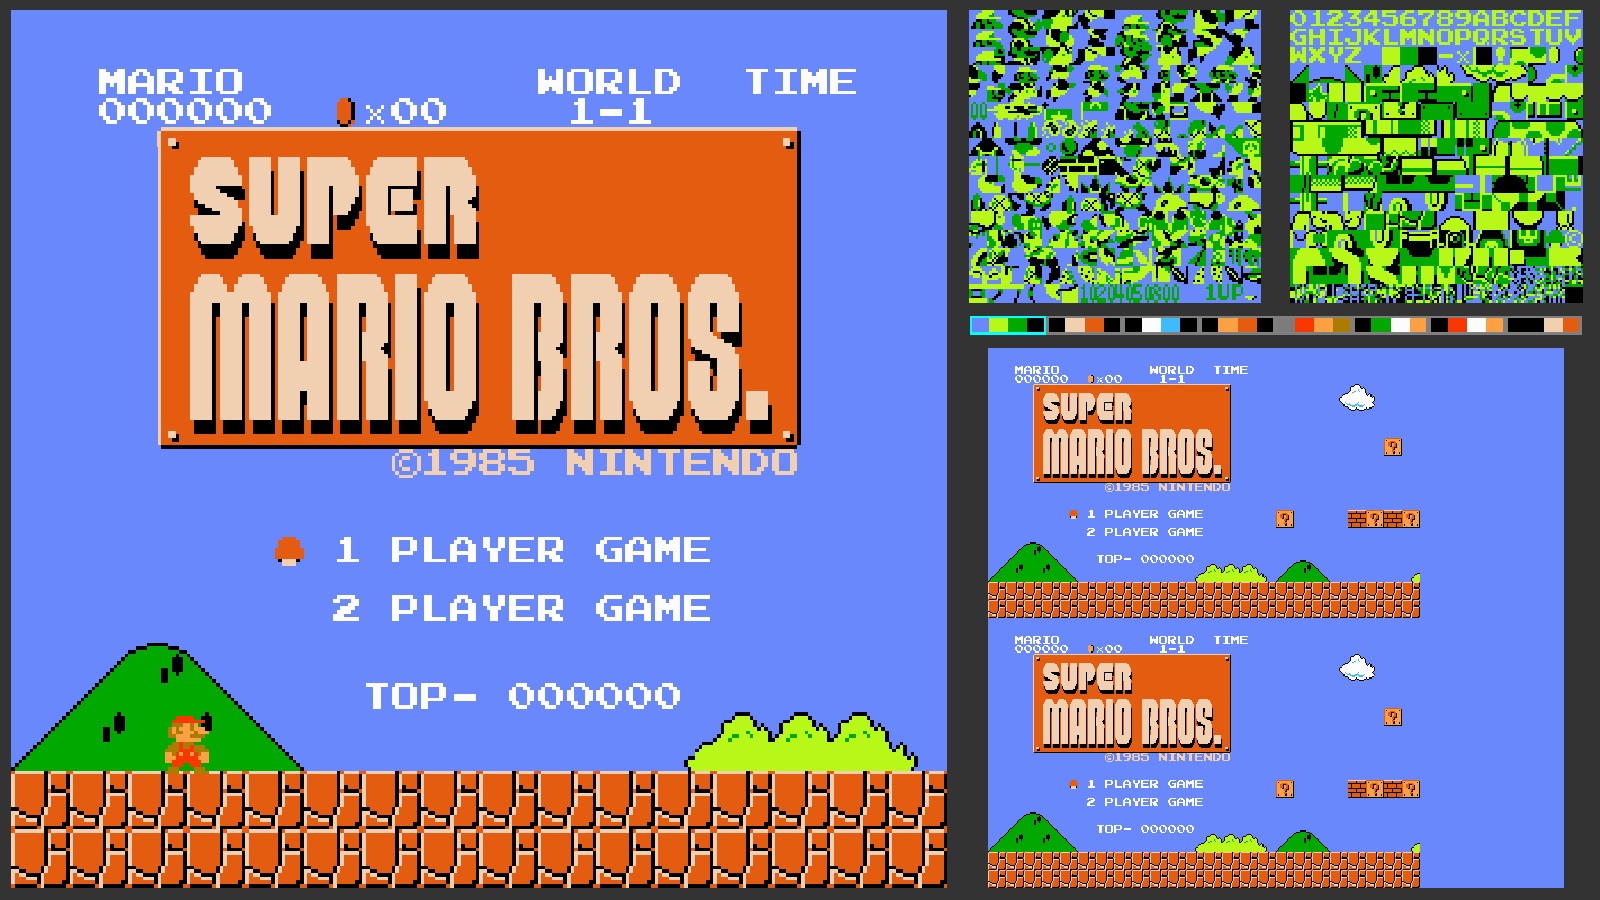 MARIO WORLD TIME
000000 x00 1-1
SUPER
MARIO BROS.
©1985 NINTENDO
1 PLAYER GAME
2 PLAYER GAME
TOP- 000000
0123456789ABCDEF
GHIJKLMNOPQRSTUV
WXYZ -x
1UP
MARIO WORLD TIME
000000 x00 1-1
SUPER
MARIO BROS.
©1985 NINTENDO
1 PLAYER GAME
2 PLAYER GAME
TOP- 000000
? ? ? ?
MARIO WORLD TIME
000000 x00 1-1
SUPER
MARIO BROS.
©1985 NINTENDO
1 PLAYER GAME
2 PLAYER GAME
TOP- 000000
? ? ? ?